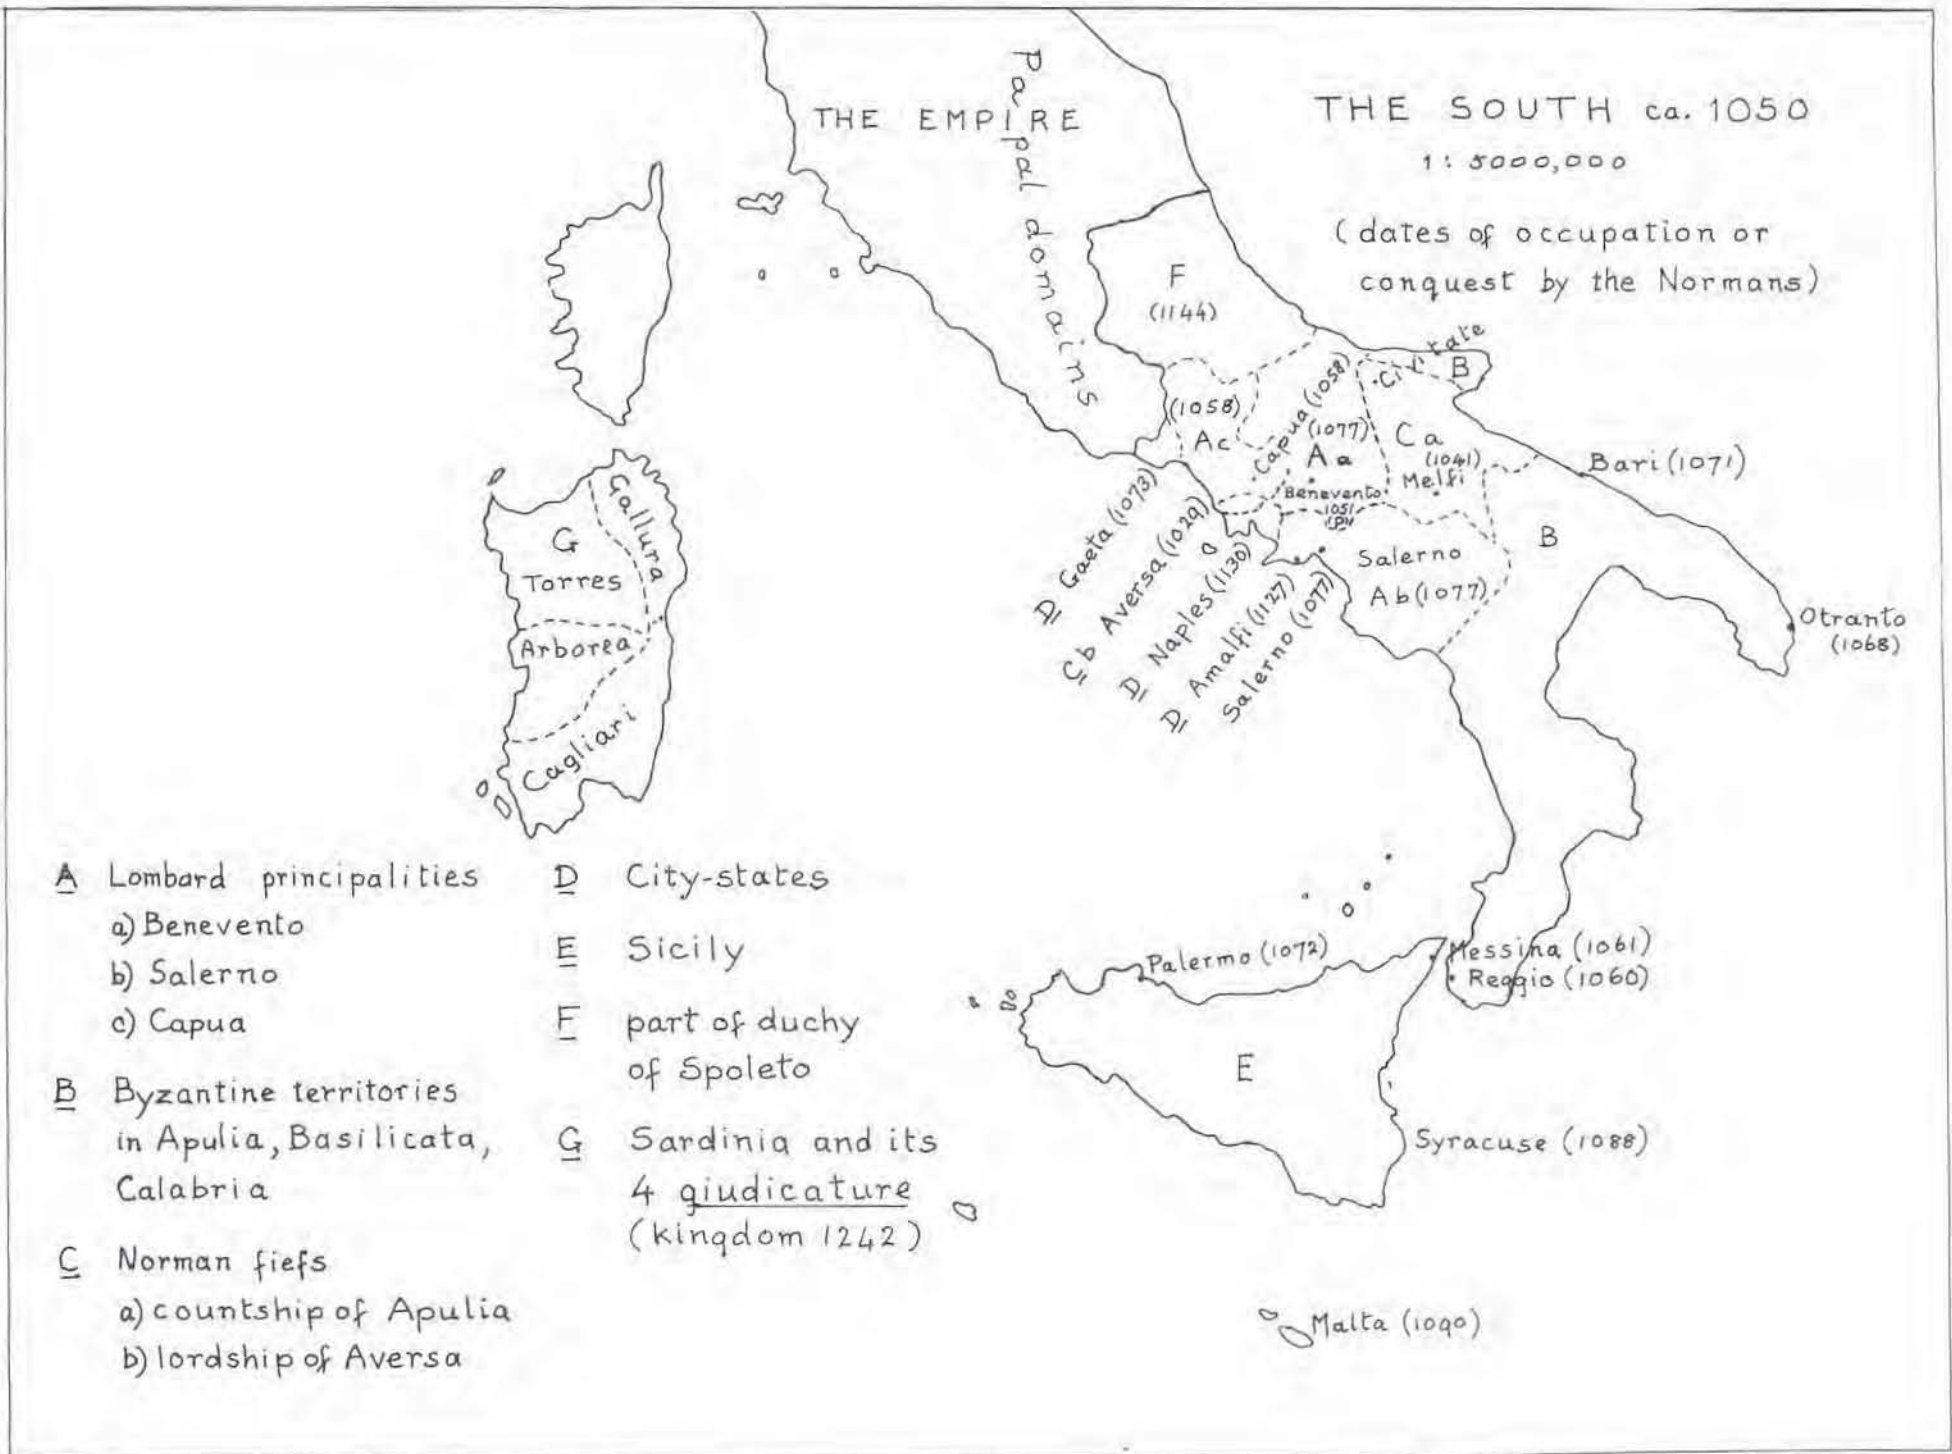 THE SOUTH ca. 1050
1: 5000,000
(dates of occupation or
conquest by the Normans)
THE EMPIRE
Papal domains
F
(1144)
(1058)
Ac
Capua (1058)
(1077)
Aa
Benevento
1051
Civitate
B
Ca
(1041)
Melfi
Bari (1071)
B
Salerno
Ab (1077)
Otranto
(1068)
D Gaeta (1073)
Cb Aversa (1029)
D Naples (1130)
D Amalfi (1127)
Salerno (1077)
Gallura
G
Torres
Arborea
Cagliari
Palermo (1072)
Messina (1061)
Reggio (1060)
E
Syracuse (1088)
Malta (1090)
A Lombard principalities
a) Benevento
b) Salerno
c) Capua
B Byzantine territories
in Apulia, Basilicata,
Calabria
C Norman fiefs
a) countship of Apulia
b) lordship of Aversa
D City-states
E Sicily
F part of duchy
of Spoleto
G Sardinia and its
4 giudicature
(kingdom 1242)